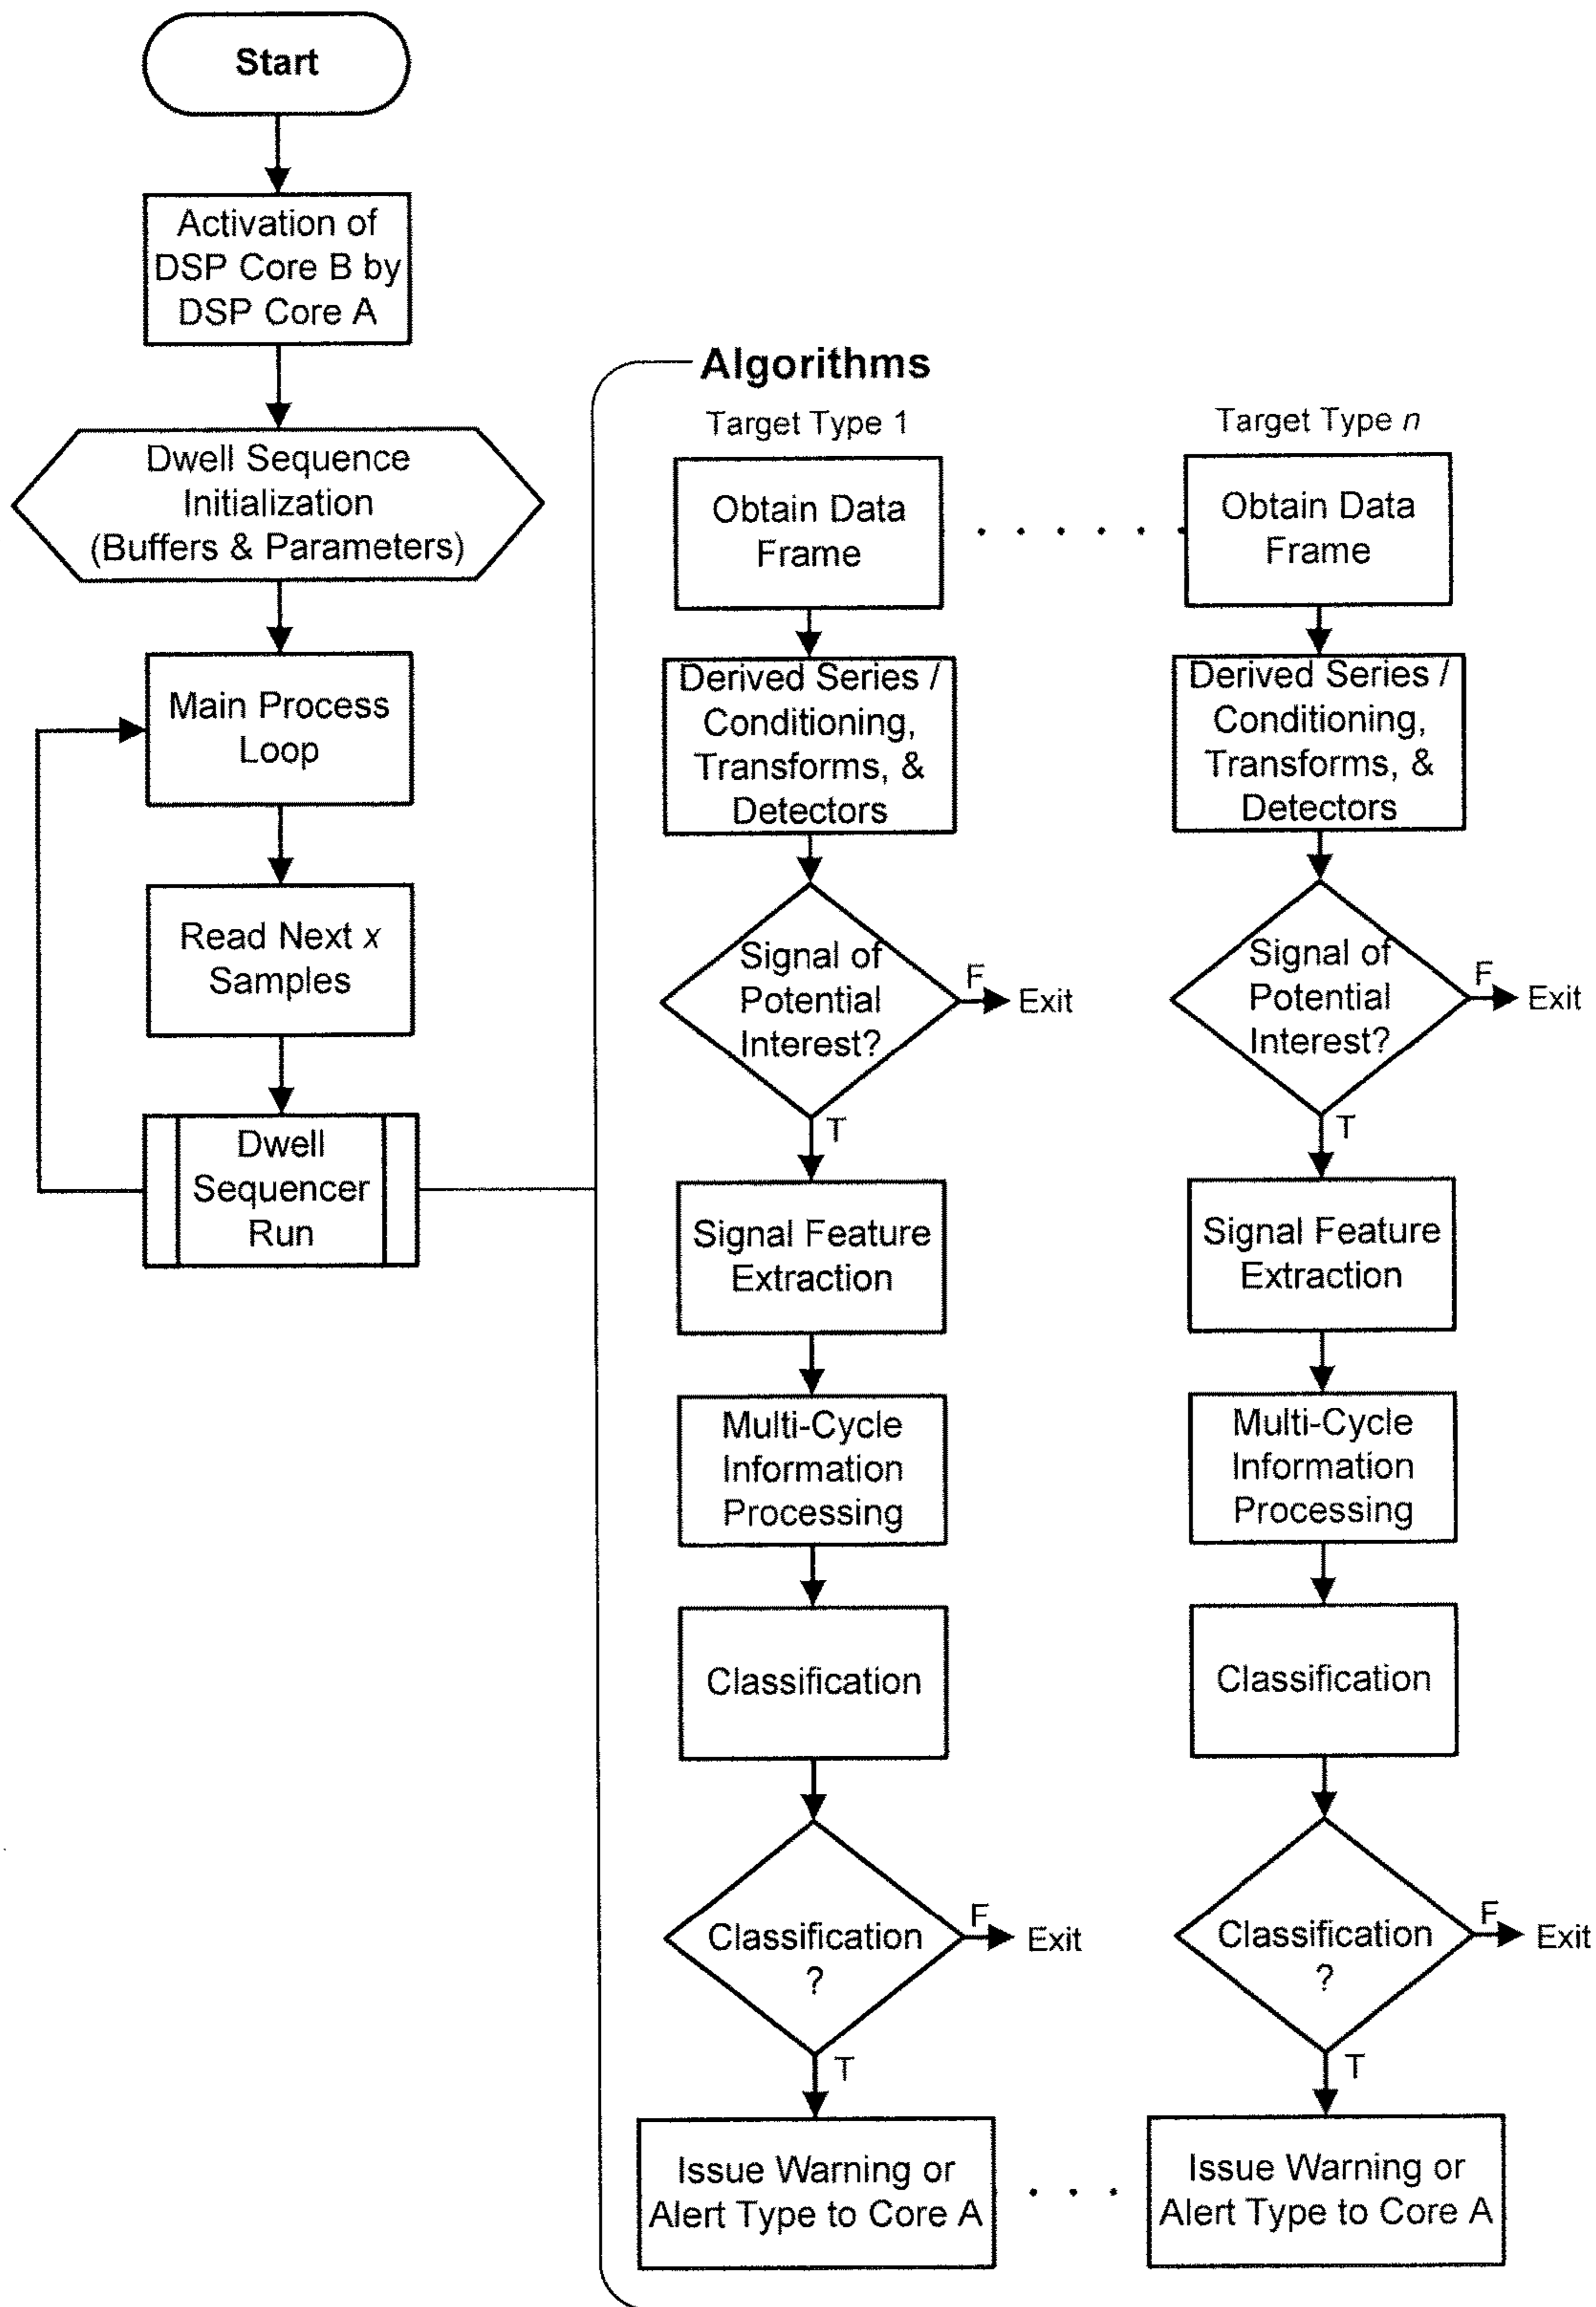 Start
Activation of
DSP Core B by
DSP Core A
Dwell Sequence
Initialization
(Buffers & Parameters)
Main Process
Loop
Read Next x
Samples
Dwell
Sequencer
Run
Algorithms
Target Type 1
Obtain Data
Frame
Derived Series /
Conditioning,
Transforms, &
Detectors
Signal of
Potential
Interest?
F
Exit
T
Signal Feature
Extraction
Multi-Cycle
Information
Processing
Classification
Classification
?
F
Exit
T
Issue Warning or
Alert Type to Core A
Target Type n
Obtain Data
Frame
Derived Series /
Conditioning,
Transforms, &
Detectors
Signal of
Potential
Interest?
F
Exit
T
Signal Feature
Extraction
Multi-Cycle
Information
Processing
Classification
Classification
?
F
Exit
T
Issue Warning or
Alert Type to Core A